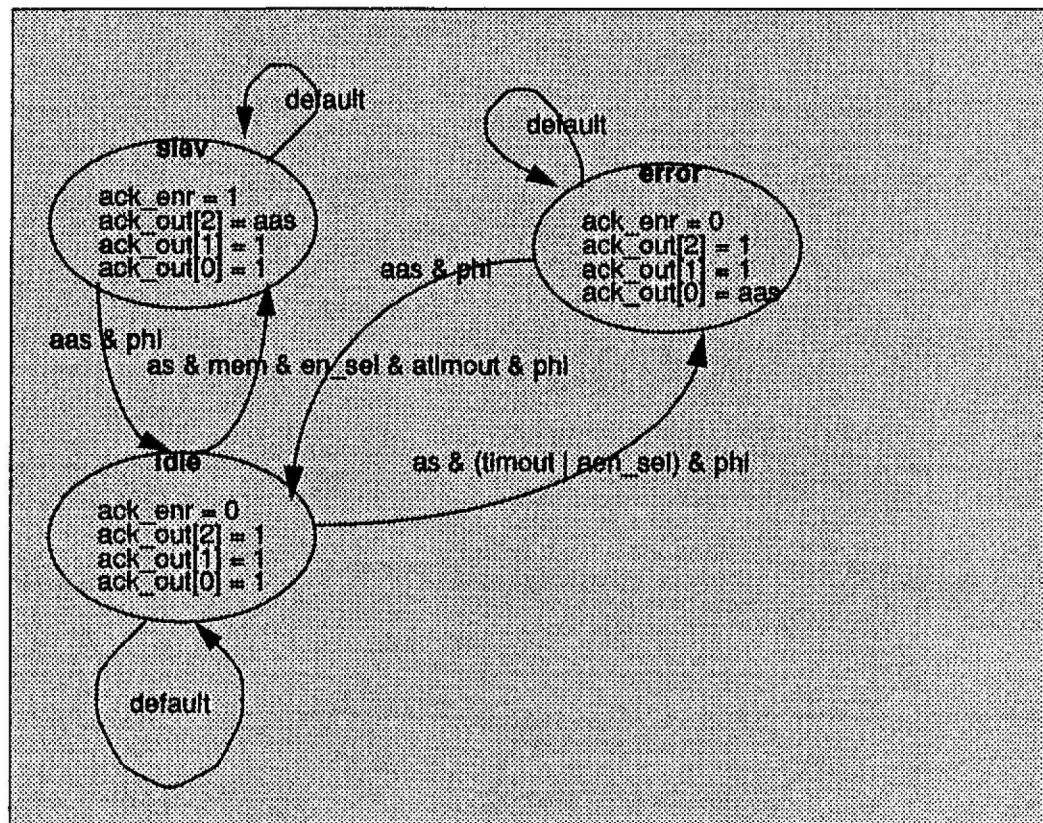 default
slav
ack_enr = 1
ack_out[2] = aas
ack_out[1] = 1
ack_out[0] = 1
default
error
ack_enr = 0
ack_out[2] = 1
ack_out[1] = 1
ack_out[0] = aas
aas & phi
aas & phi
as & mem & en_sel & atimout & phi
as & (timout | aen_sel) & phi
idle
ack_enr = 0
ack_out[2] = 1
ack_out[1] = 1
ack_out[0] = 1
default